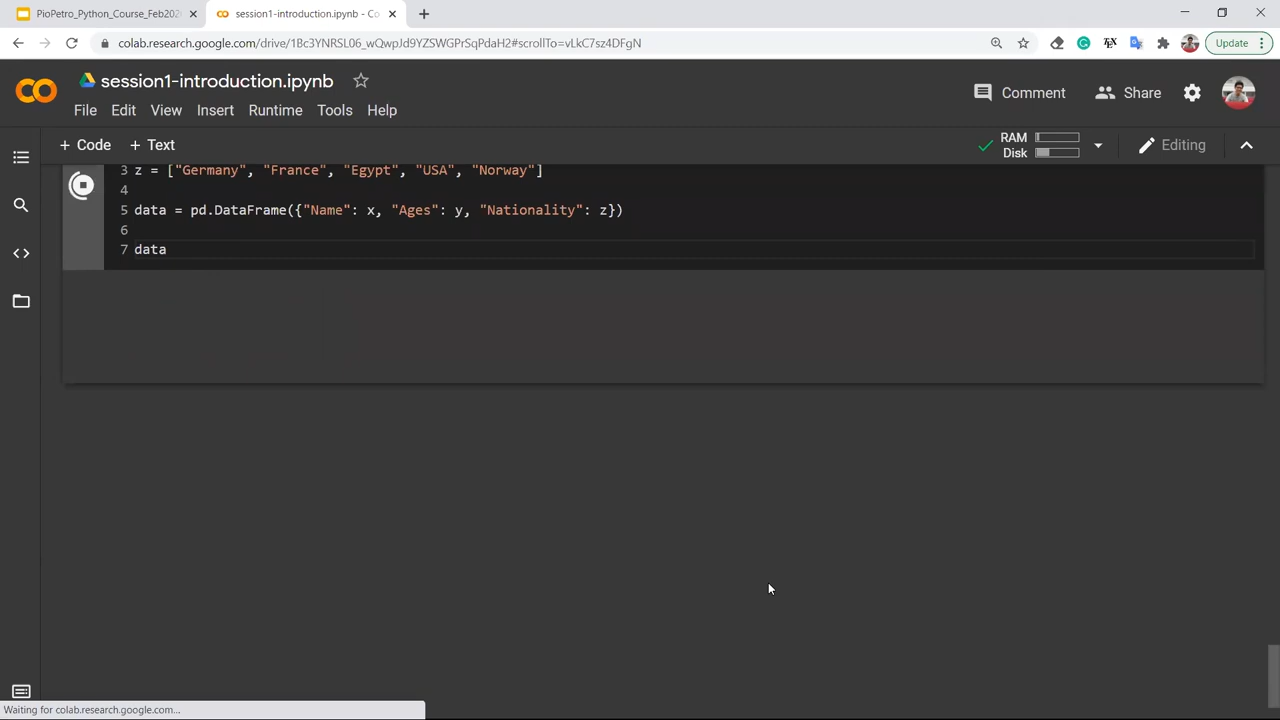 PioPetro_Python_Course_Feb202
session1-introduction.ipynb - Co
colab.research.google.com/drive/1Bc3YNRSL06_wQwpJd9YZSWGPrSqPdaH2#scrollTo=vLkC7sz4DFgN
Update
session1-introduction.ipynb
Comment
Share
File Edit View Insert Runtime Tools Help
+ Code + Text
RAM
Disk
Editing
3 z = ["Germany", "France", "Egypt", "USA", "Norway"]
4
5 data = pd.DataFrame({"Name": x, "Ages": y, "Nationality": z})
6
7 data
Waiting for colab.research.google.com...